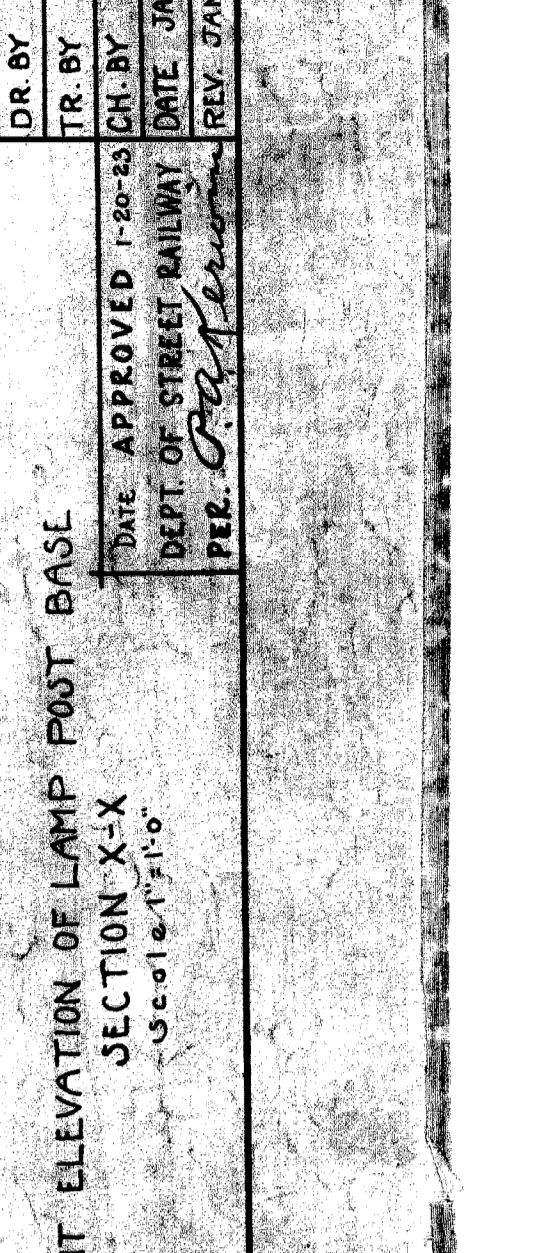 T ELEVATION OF LAMP POST BASE
SECTION X-X
Scale 1"=1'-0"
DATE APPROVED 1-20-23
DEPT. OF STREET RAILWAY
PER.
DR. BY
TR. BY
CH. BY
DATE JA
REV. JAN